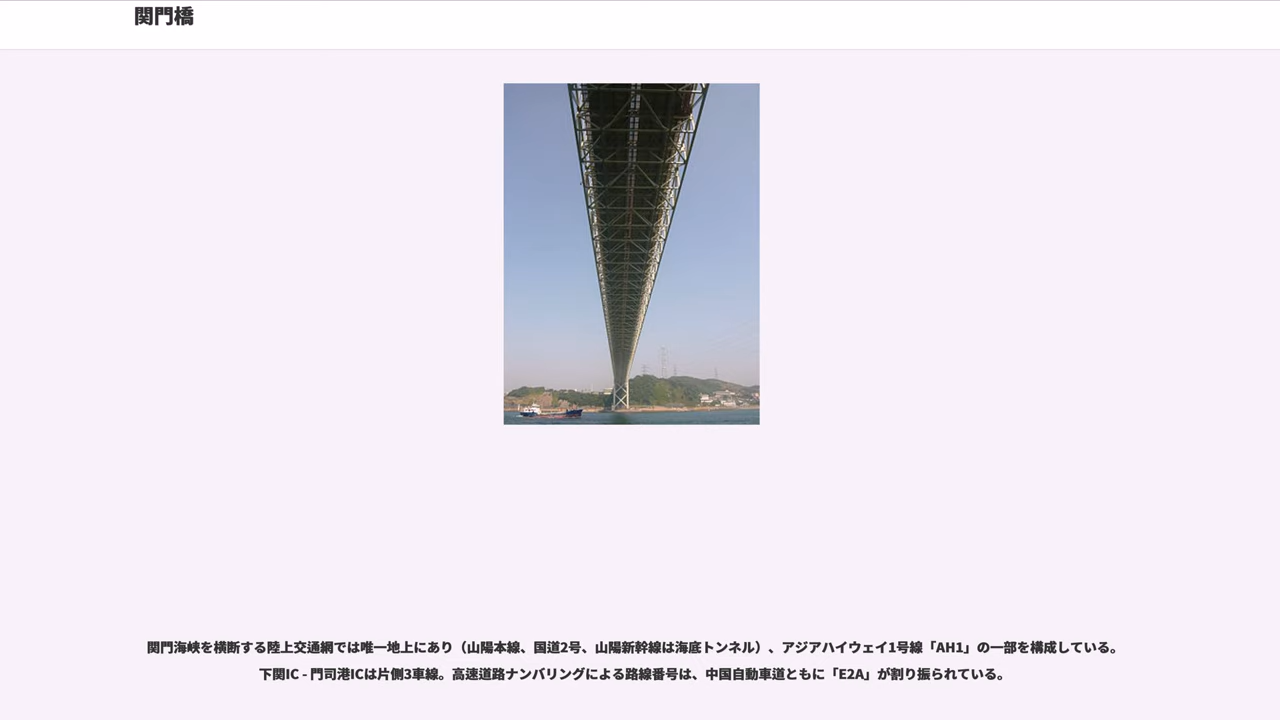 関門橋
関門海峡を横断する陸上交通網では唯一地上にあり（山陽本線、国道2号、山陽新幹線は海底トンネル）、アジアハイウェイ1号線「AH1」の一部を構成している。
下関IC - 門司港ICは片側3車線。高速道路ナンバリングによる路線番号は、中国自動車道ともに「E2A」が割り振られている。